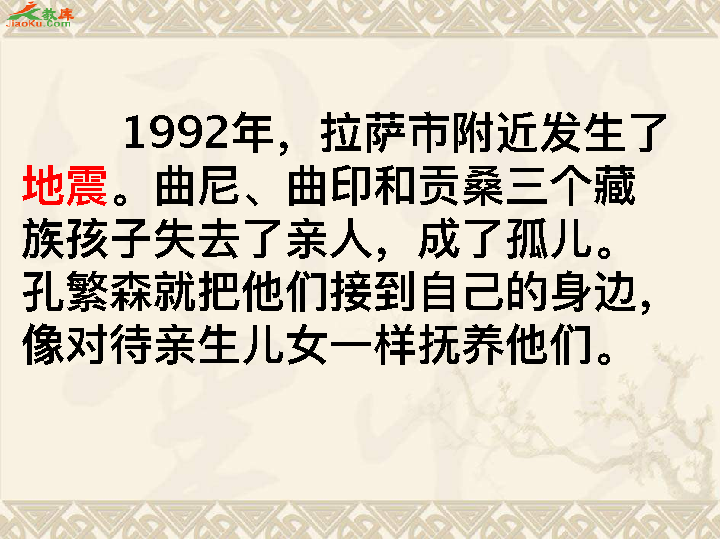 教库
JiaoKu.Com
1992年，拉萨市附近发生了
地震。曲尼、曲印和贡桑三个藏
族孩子失去了亲人，成了孤儿。
孔繁森就把他们接到自己的身边，
像对待亲生儿女一样抚养他们。